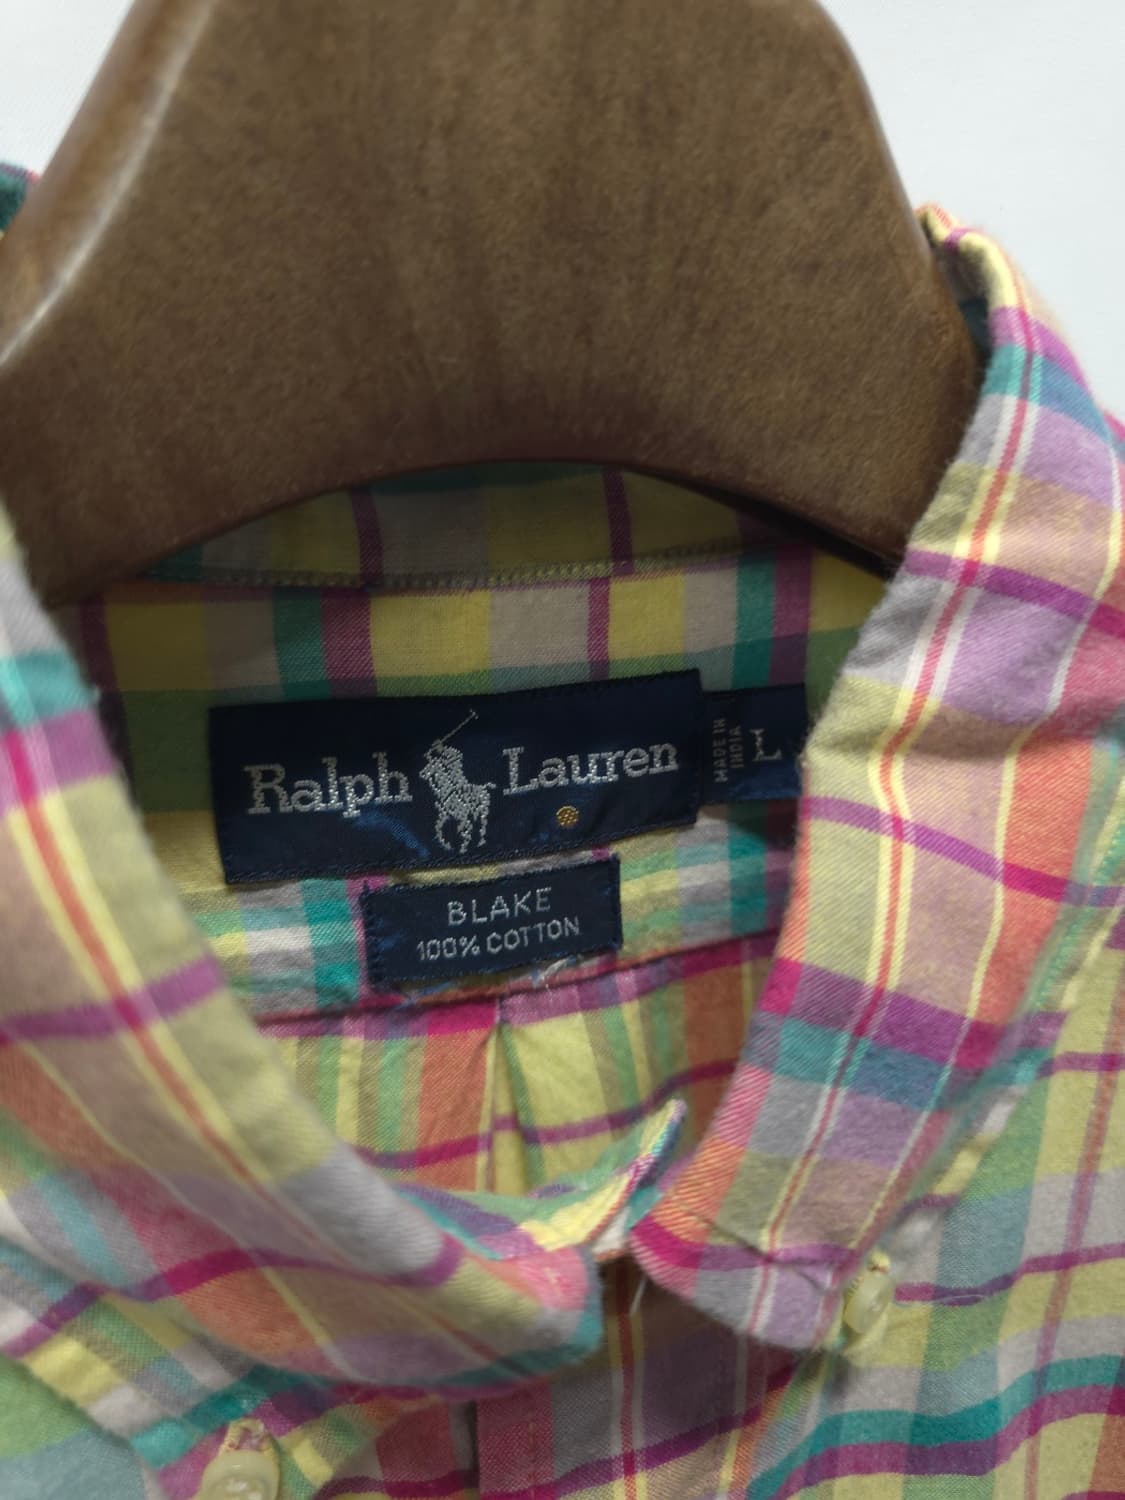 Ralph Lauren
MADE IN
INDIA
L
BLAKE
100% COTTON